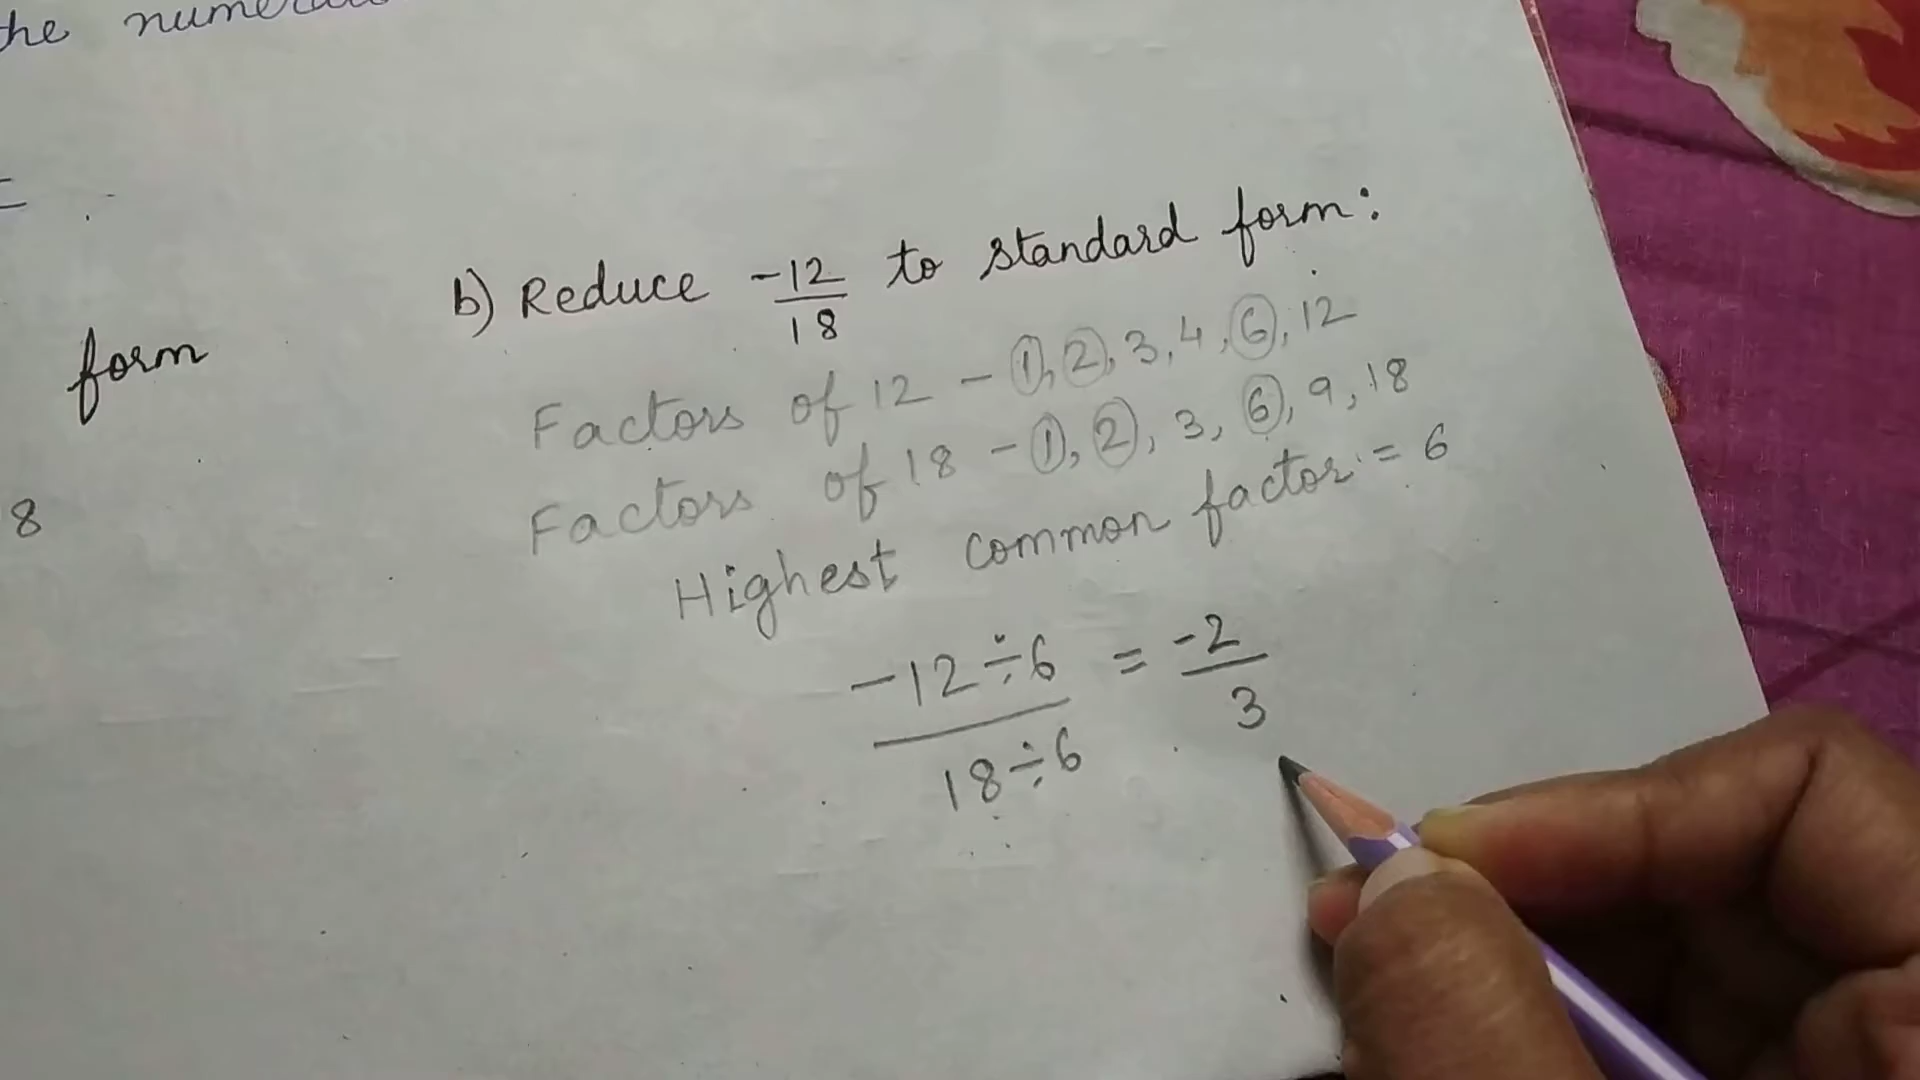 the
form
8
b) Reduce -12/18 to standard form:
Factors of 12 - 1, 2, 3, 4, 6, 12
Factors of 18 - 1, 2, 3, 6, 9, 18
Highest common factor = 6
-12÷6 = -2
18÷6 3